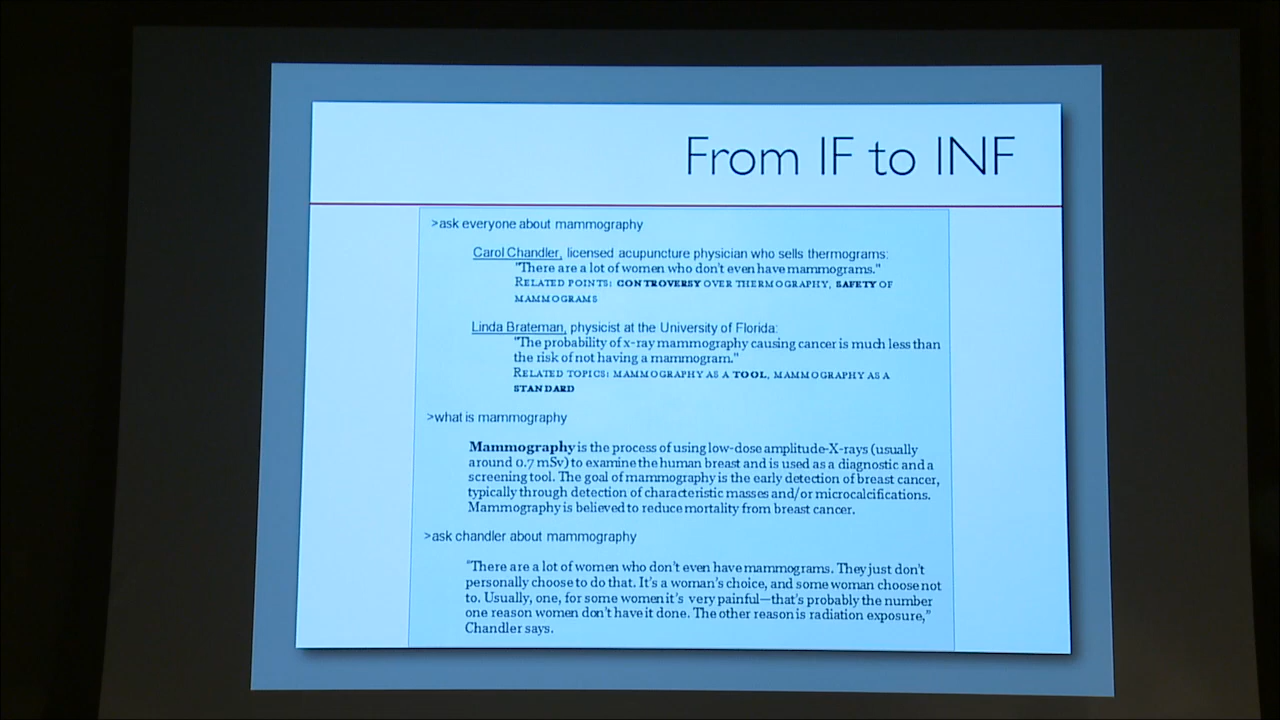 From IF to INF
>ask everyone about mammography
Carol Chandler, licensed acupuncture physician who sells thermograms:
"There are a lot of women who don't even have mammograms."
RELATED POINTS: CONTROVERSY OVER THERMOGRAPHY, SAFETY OF
MAMMOGRAMS
Linda Brateman, physicist at the University of Florida:
"The probability of x-ray mammography causing cancer is much less than
the risk of not having a mammogram."
RELATED TOPICS: MAMMOGRAPHY AS A TOOL, MAMMOGRAPHY AS A
STANDARD
>what is mammography
Mammography is the process of using low-dose amplitude-X-rays (usually
around 0.7 mSv) to examine the human breast and is used as a diagnostic and a
screening tool. The goal of mammography is the early detection of breast cancer,
typically through detection of characteristic masses and/or microcalcifications.
Mammography is believed to reduce mortality from breast cancer.
>ask chandler about mammography
"There are a lot of women who don't even have mammograms. They just don't
personally choose to do that. It's a woman's choice, and some woman choose not
to. Usually, one, for some women it's very painful—that's probably the number
one reason women don't have it done. The other reason is radiation exposure,"
Chandler says.